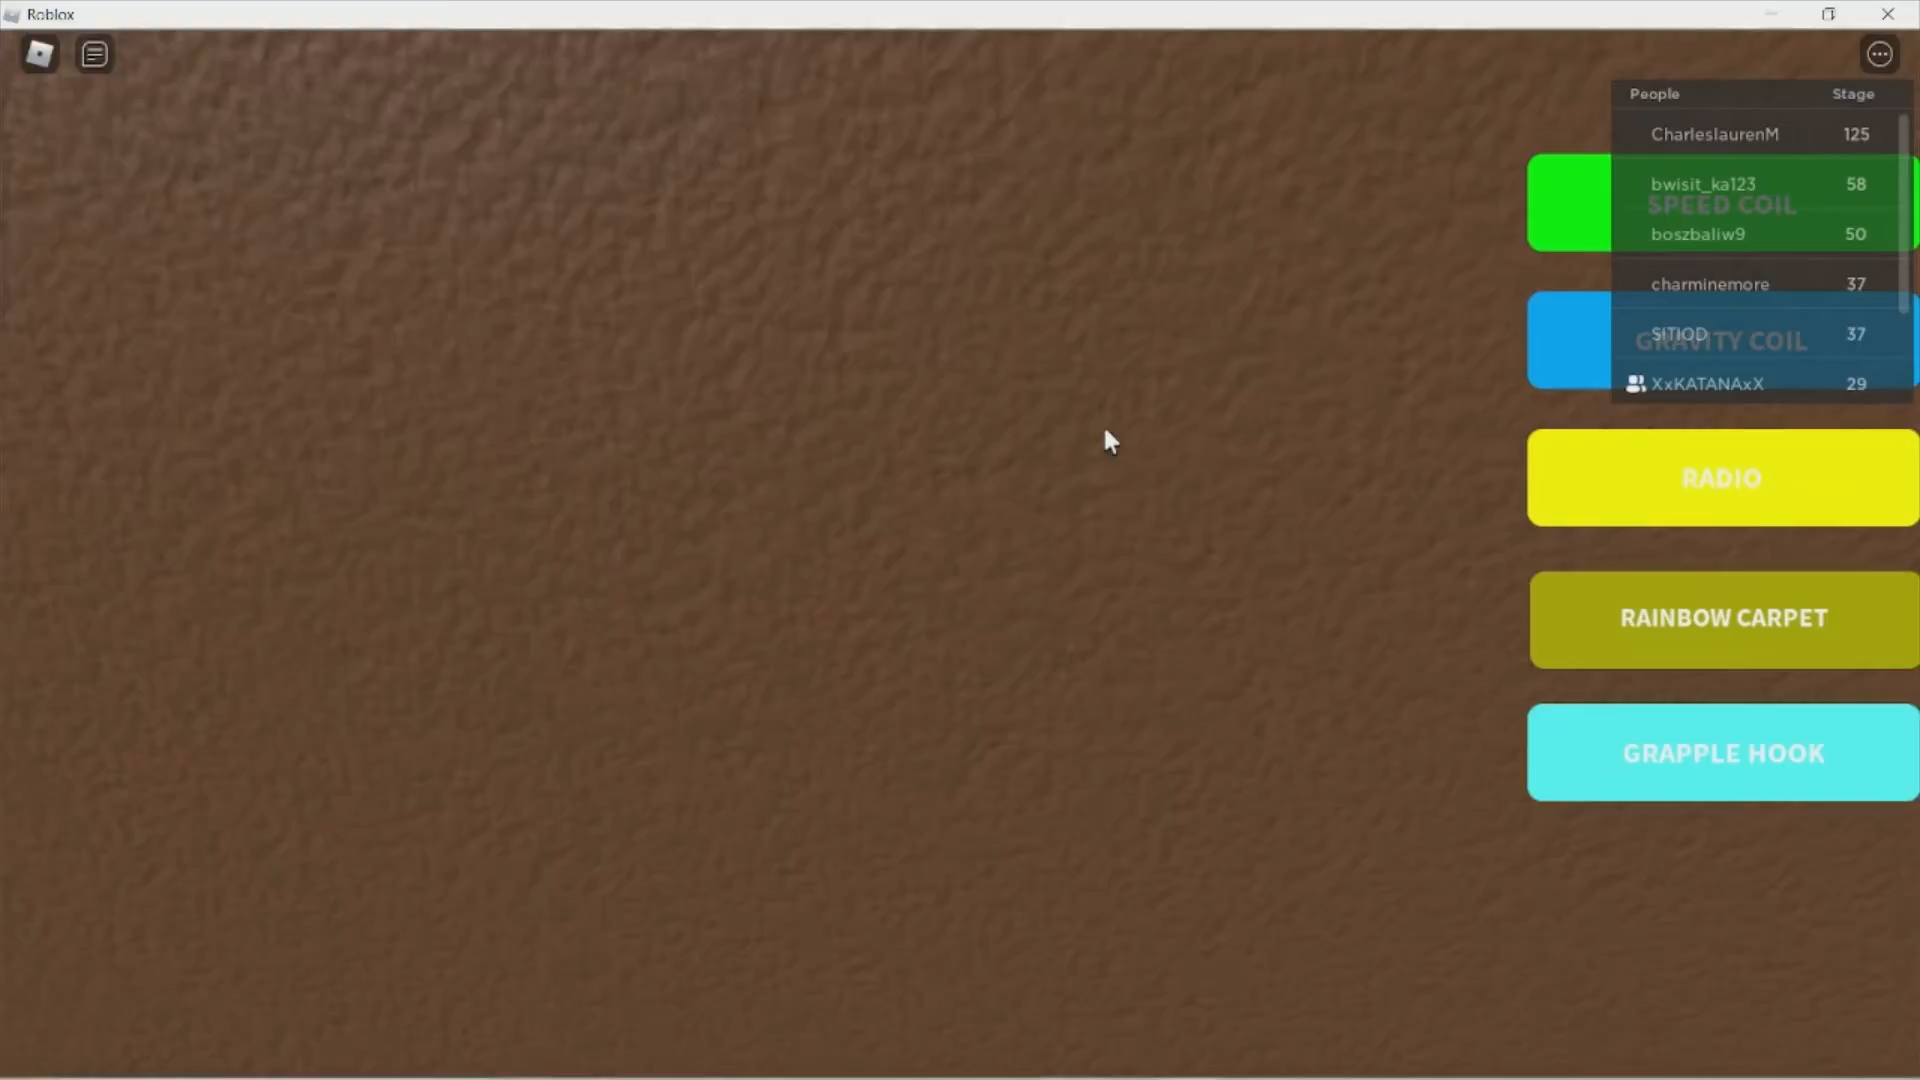 Roblox
People Stage
CharleslaurenM 125
bwisit_ka123 58
SPEED COIL
boszbaliw9 50
charminemore 37
SITIOD 37
GRAVITY COIL
XxKATANAxX 29
RADIO
RAINBOW CARPET
GRAPPLE HOOK